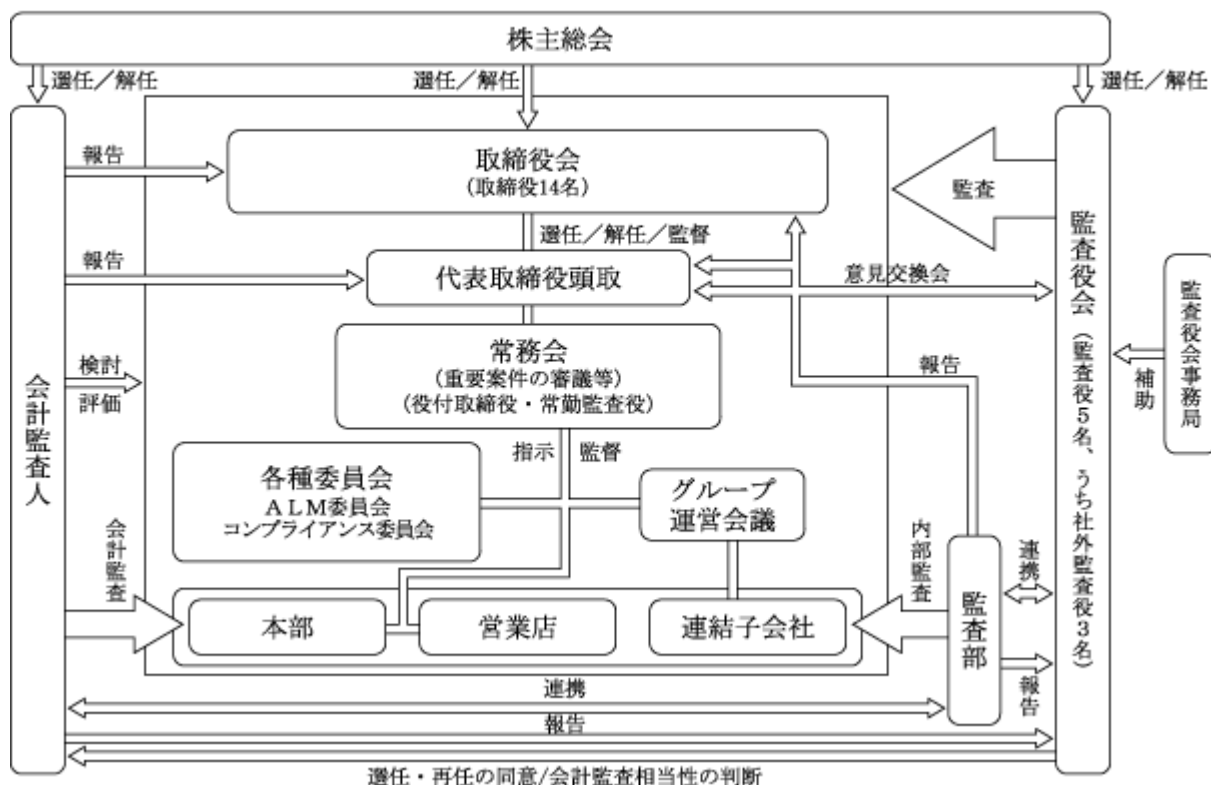 株主総会
選任／解任
選任／解任
選任／解任
取締役会
（取締役14名）
報告
監査
選任／解任／監督
報告
代表取締役頭取
意見交換会
常務会
（重要案件の審議等）
（役付取締役・常勤監査役）
検討
評価
報告
会計監査人
監査役会（監査役５名、うち社外監査役３名）
補助
監査役会事務局
指示
監督
各種委員会
ＡＬＭ委員会
コンプライアンス委員会
グループ
運営会議
会計監査
内部監査
連携
本部
営業店
連結子会社
監査部
報告
連携
報告
選任・再任の同意/会計監査相当性の判断